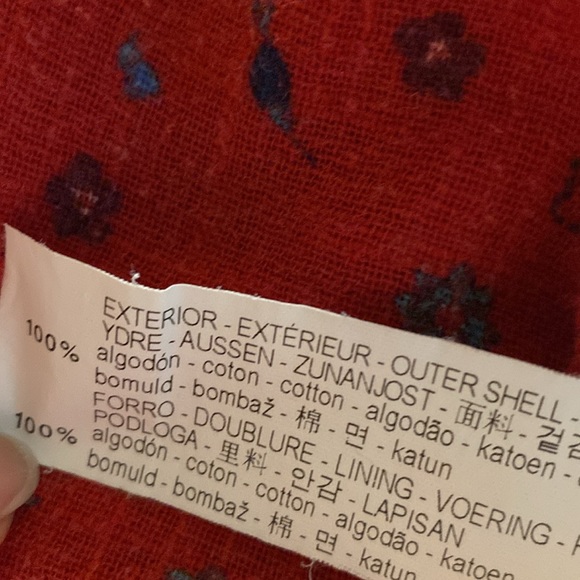 EXTERIOR - EXTÉRIEUR - OUTER SHELL -
YDRE - AUSSEN - ZUNANJOST - 面料 -
100% algodón - coton - cotton - algodão - katoen -
bomuld - bombaž - 棉 - 면 - katun
FORRO - DOUBLURE - LINING - VOERING -
PODLOGA - 里料 - 안감 - LAPISAN
100% algodón - coton - cotton - algodão - katoen
bomuld - bombaž - 棉 - 면 - katun